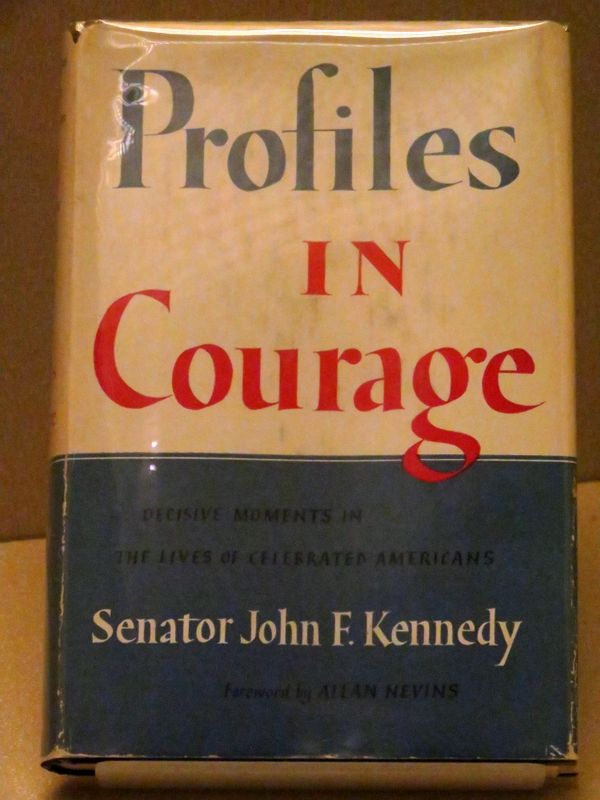 Profiles
IN
Courage
DECISIVE MOMENTS IN
THE LIVES OF CELEBRATED AMERICANS
Senator John F. Kennedy
Foreword by ALLAN NEVINS